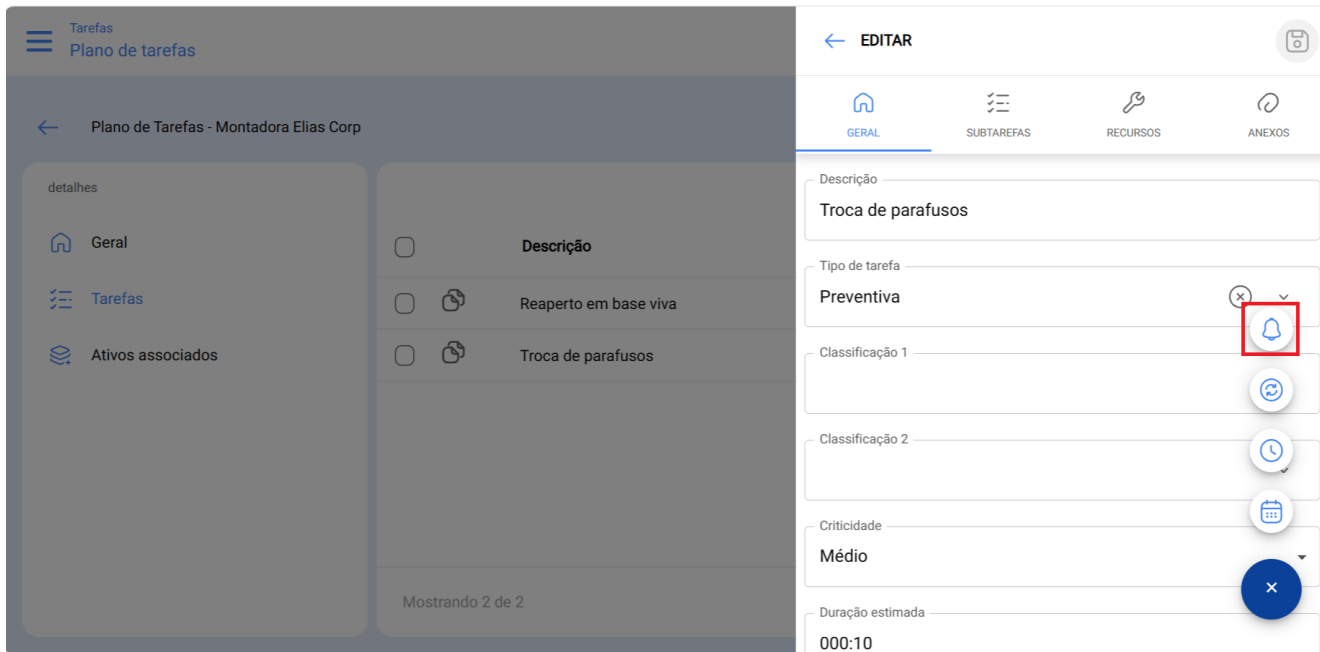 Tarefas
Plano de tarefas
Plano de Tarefas - Montadora Elias Corp
detalhes
Geral
Tarefas
Ativos associados
Descrição
Reaperto em base viva
Troca de parafusos
Mostrando 2 de 2
EDITAR
GERAL
SUBTAREFAS
RECURSOS
ANEXOS
Descrição
Troca de parafusos
Tipo de tarefa
Preventiva
Classificação 1
Classificação 2
Criticidade
Médio
Duração estimada
000:10